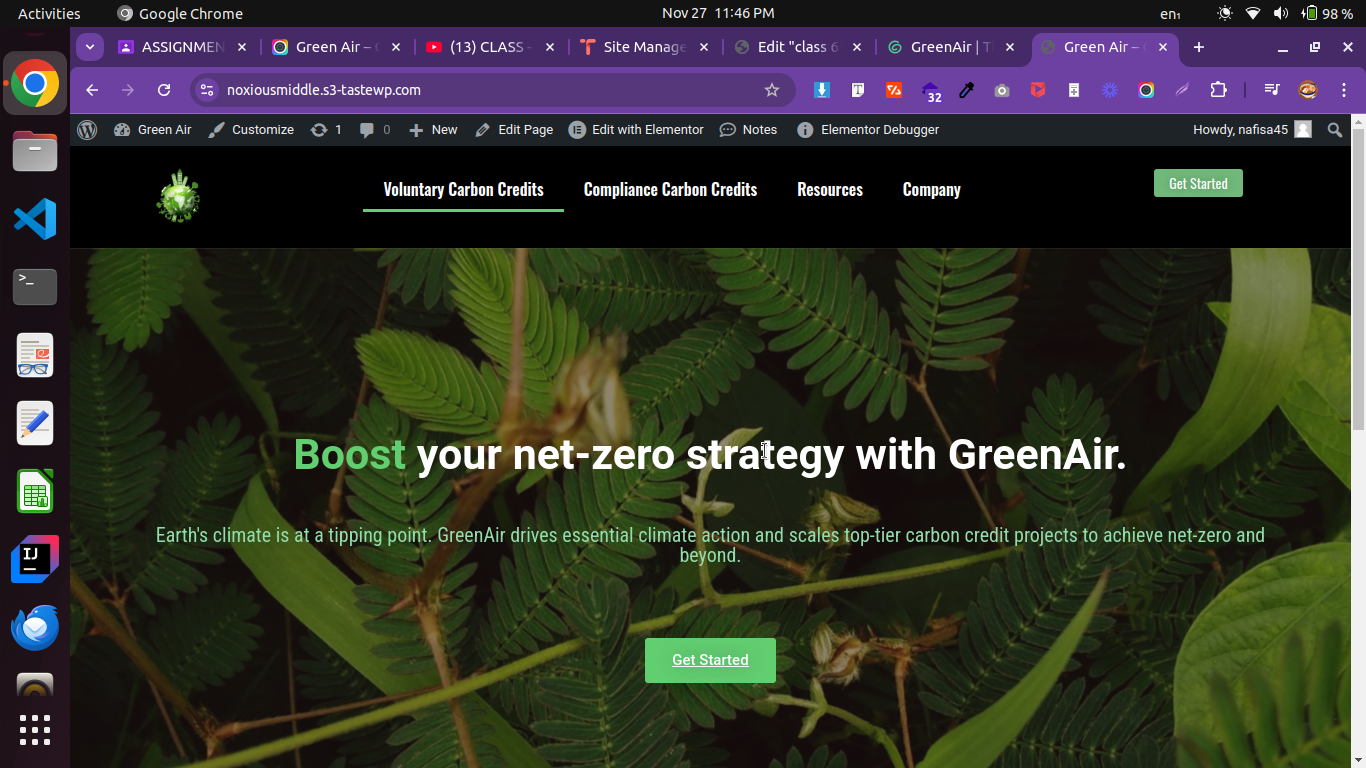 Activities
Google Chrome
Nov 27 11:46 PM
en₁
98 %
ASSIGNMEN
Green Air –
(13) CLASS
Site Manage
Edit "class 6
GreenAir | T
Green Air –
noxiousmiddle.s3-tastewp.com
32
Green Air
Customize
1
0
New
Edit Page
Edit with Elementor
Notes
Elementor Debugger
Howdy, nafisa45
Voluntary Carbon Credits
Compliance Carbon Credits
Resources
Company
Get Started
Boost your net-zero strategy with GreenAir.
Earth's climate is at a tipping point. GreenAir drives essential climate action and scales top-tier carbon credit projects to achieve net-zero and
beyond.
Get Started